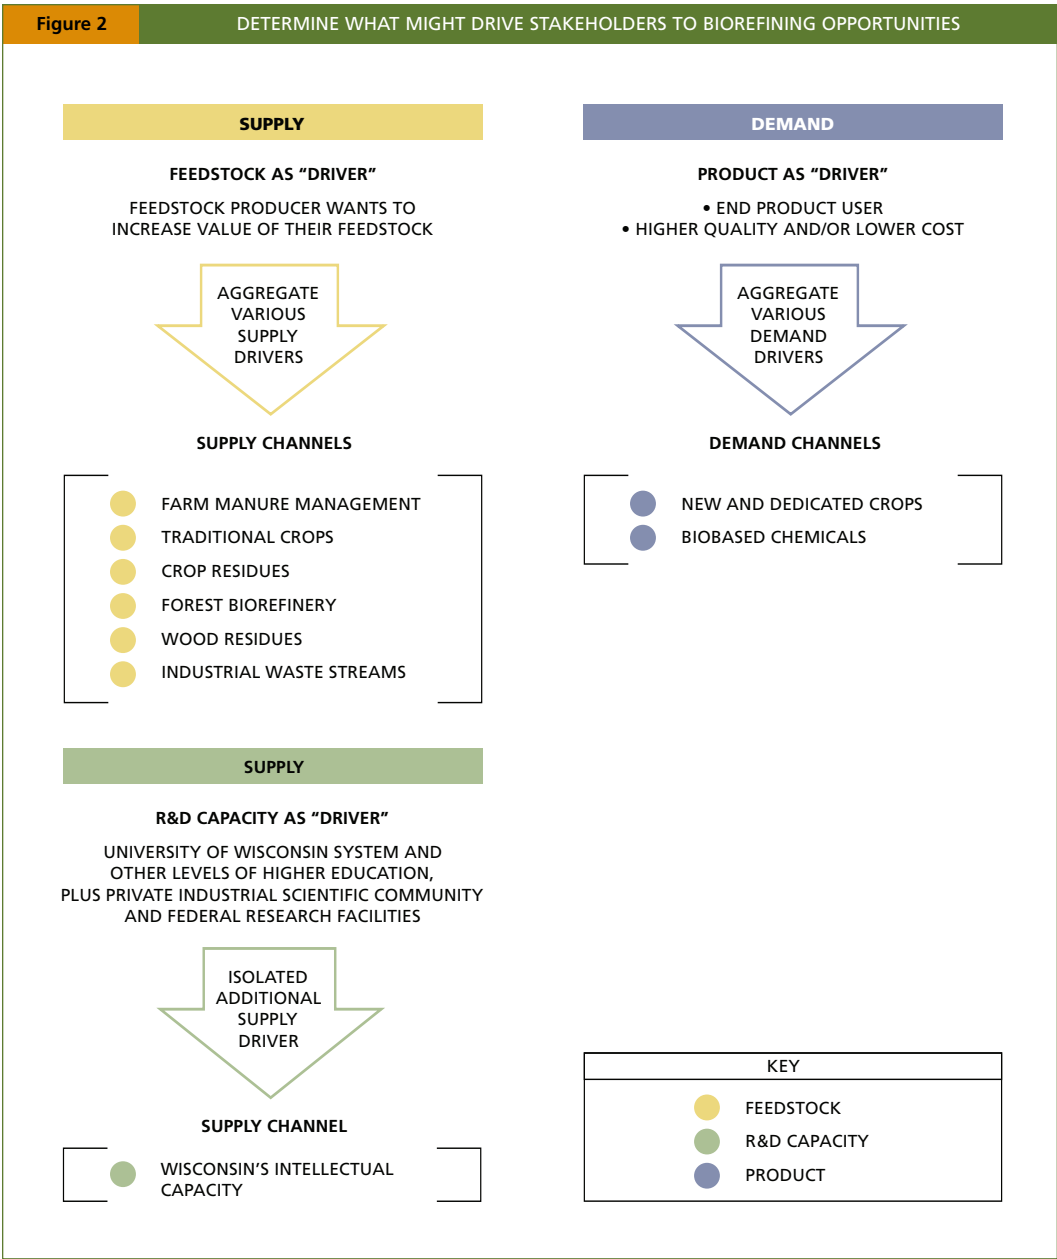 Figure 2
DETERMINE WHAT MIGHT DRIVE STAKEHOLDERS TO BIOREFINING OPPORTUNITIES
SUPPLY
FEEDSTOCK AS “DRIVER”
FEEDSTOCK PRODUCER WANTS TO
INCREASE VALUE OF THEIR FEEDSTOCK
AGGREGATE
VARIOUS
SUPPLY
DRIVERS
SUPPLY CHANNELS
FARM MANURE MANAGEMENT
TRADITIONAL CROPS
CROP RESIDUES
FOREST BIOREFINERY
WOOD RESIDUES
INDUSTRIAL WASTE STREAMS
DEMAND
PRODUCT AS “DRIVER”
• END PRODUCT USER
• HIGHER QUALITY AND/OR LOWER COST
AGGREGATE
VARIOUS
DEMAND
DRIVERS
DEMAND CHANNELS
NEW AND DEDICATED CROPS
BIOBASED CHEMICALS
SUPPLY
R&D CAPACITY AS “DRIVER”
UNIVERSITY OF WISCONSIN SYSTEM AND
OTHER LEVELS OF HIGHER EDUCATION,
PLUS PRIVATE INDUSTRIAL SCIENTIFIC COMMUNITY
AND FEDERAL RESEARCH FACILITIES
ISOLATED
ADDITIONAL
SUPPLY
DRIVER
SUPPLY CHANNEL
WISCONSIN’S INTELLECTUAL
CAPACITY
KEY
FEEDSTOCK
R&D CAPACITY
PRODUCT